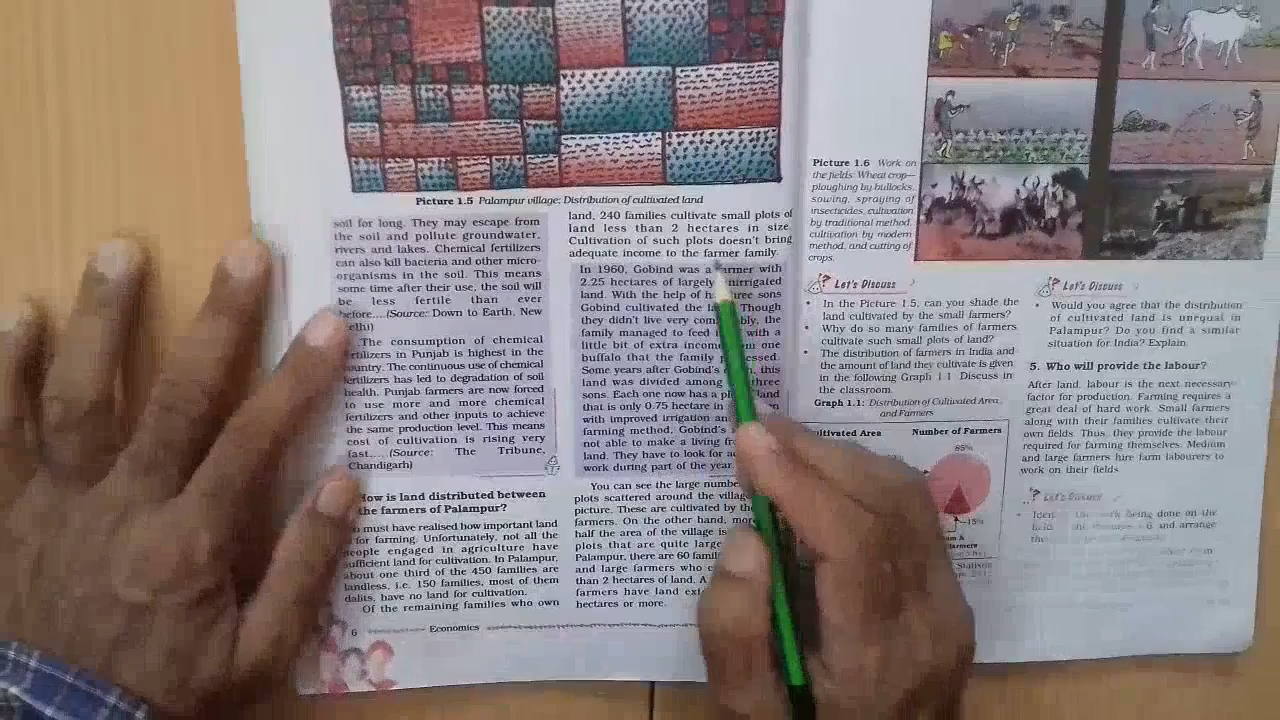 Picture 1.5 Palampur village: Distribution of cultivated land
soil for long. They may escape from
the soil and pollute groundwater,
rivers and lakes. Chemical fertilizers
can also kill bacteria and other micro-
organisms in the soil. This means
some time after their use, the soil will
be less fertile than ever
before....(Source: Down to Earth, New
Delhi)
The consumption of chemical
fertilizers in Punjab is highest in the
country. The continuous use of chemical
fertilizers has led to degradation of soil
health. Punjab farmers are now forced
to use more and more chemical
fertilizers and other inputs to achieve
the same production level. This means
cost of cultivation is rising very
fast.....(Source: The Tribune,
Chandigarh)
How is land distributed between
the farmers of Palampur?
must have realised how important land
for farming. Unfortunately, not all the
people engaged in agriculture have
sufficient land for cultivation. In Palampur,
about one third of the 450 families are
landless, i.e. 150 families, most of them
dalits, have no land for cultivation.
Of the remaining families who own
6 Economics
land, 240 families cultivate small plots of
land less than 2 hectares in size.
Cultivation of such plots doesn't bring
adequate income to the farmer family.
In 1960, Gobind was a farmer with
2.25 hectares of largely unirrigated
land. With the help of his three sons
Gobind cultivated the land. Though
they didn't live very comfortably, the
family managed to feed with a
little bit of extra income from one
buffalo that the family possessed.
Some years after Gobind's death, this
land was divided among three
sons. Each one now has a plot land
that is only 0.75 hectare in
with improved irrigation and
farming method, Gobind's
not able to make a living from
land. They have to look for
work during part of the year.
You can see the large number
plots scattered around the village
picture. These are cultivated by the
farmers. On the other hand, more
half the area of the village is
plots that are quite large
Palampur, there are 60 families
and large farmers who
than 2 hectares of land. A
farmers have land
hectares or more.
Picture 1.6 Work on
the fields: Wheat crop—
ploughing by bullocks,
sowing, spraying of
insecticides, cultivation
by traditional method,
cultivation by modern
method, and cutting of
crops.
Let's Discuss
• In the Picture 1.5, can you shade the
land cultivated by the small farmers?
• Why do so many families of farmers
cultivate such small plots of land?
• The distribution of farmers in India and
the amount of land they cultivate is given
in the following Graph 1.1. Discuss in
the classroom.
Graph 1.1: Distribution of Cultivated Area
and Farmers
Cultivated Area Number of Farmers
85%
15%
Let's Discuss
• Would you agree that the distribution
of cultivated land is unequal in
Palampur? Do you find a similar
situation for India? Explain.
5. Who will provide the labour?
After land, labour is the next necessary
factor for production. Farming requires a
great deal of hard work. Small farmers
along with their families cultivate their
own fields. Thus, they provide the labour
required for farming themselves. Medium
and large farmers hire farm labourers to
work on their fields.
Let's Discuss
being done on the
and arrange